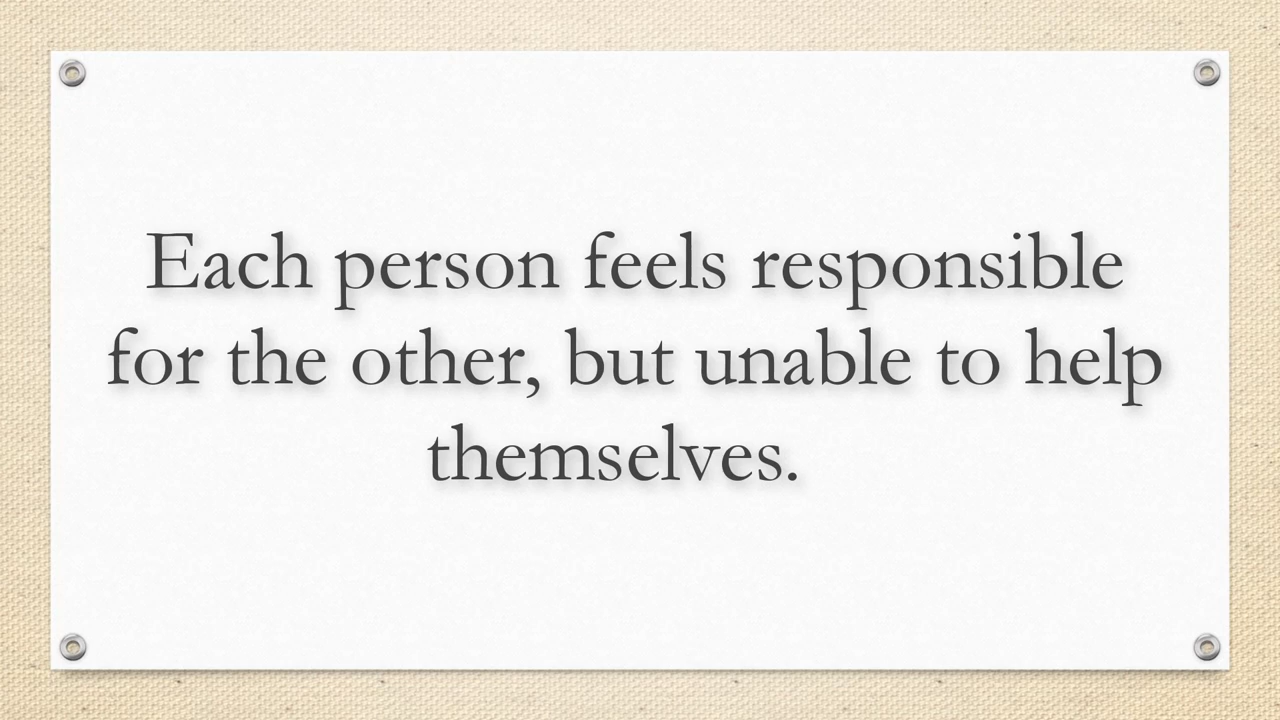 Each person feels responsible
for the other, but unable to help
themselves.